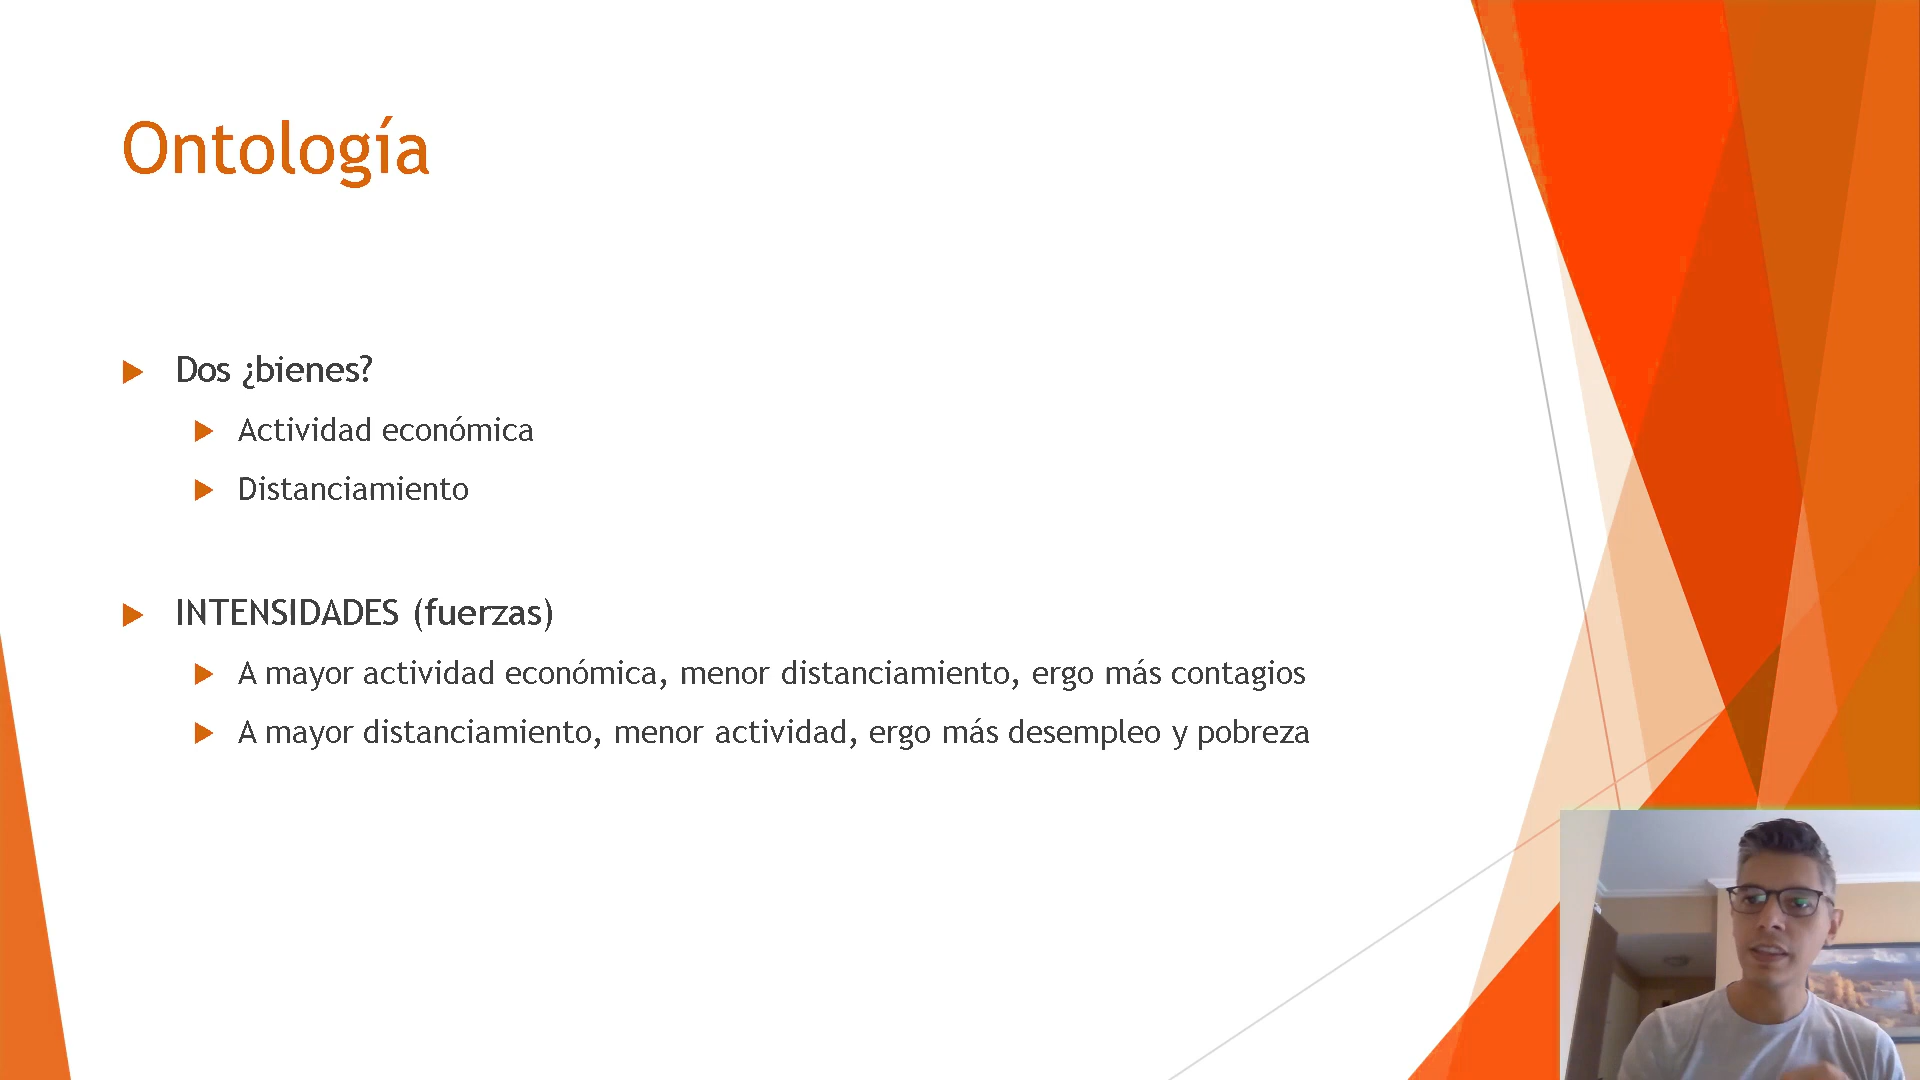 Ontología
Dos ¿bienes?
Actividad económica
Distanciamiento
INTENSIDADES (fuerzas)
A mayor actividad económica, menor distanciamiento, ergo más contagios
A mayor distanciamiento, menor actividad, ergo más desempleo y pobreza